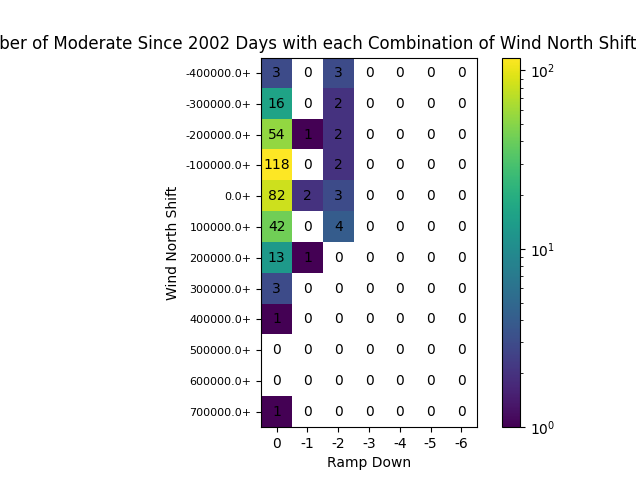 ber of Moderate Since 2002 Days with each Combination of Wind North Shift
Wind North Shift
-400000.0+ 3 0 3 0 0 0 0
-300000.0+ 16 0 2 0 0 0 0
-200000.0+ 54 1 2 0 0 0 0
-100000.0+ 118 0 2 0 0 0 0
0.0+ 82 2 3 0 0 0 0
100000.0+ 42 0 4 0 0 0 0
200000.0+ 13 1 0 0 0 0 0
300000.0+ 3 0 0 0 0 0 0
400000.0+ 1 0 0 0 0 0 0
500000.0+ 0 0 0 0 0 0 0
600000.0+ 0 0 0 0 0 0 0
700000.0+ 1 0 0 0 0 0 0
0 -1 -2 -3 -4 -5 -6
Ramp Down
10²
10¹
10⁰